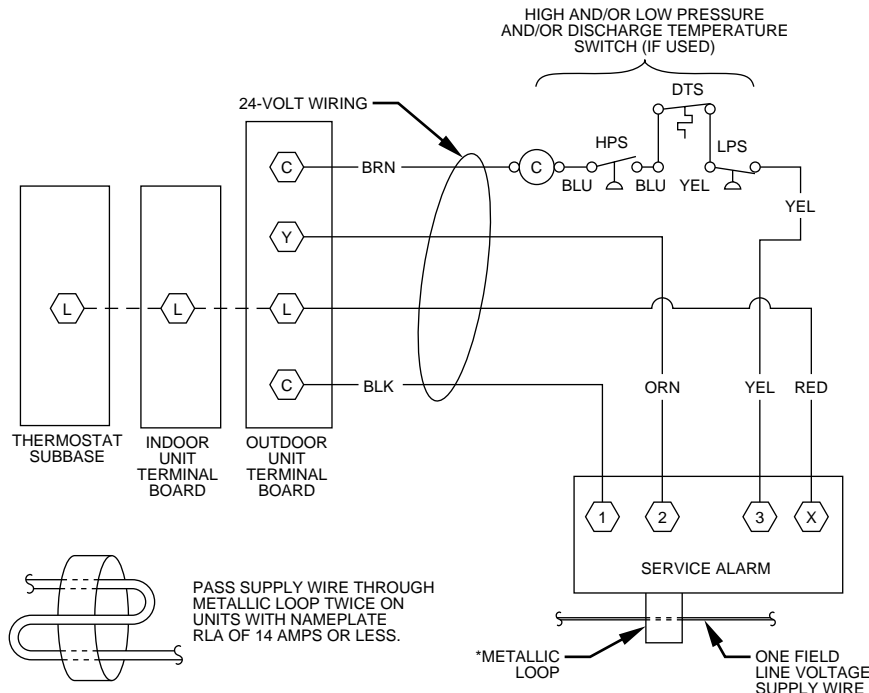 HIGH AND/OR LOW PRESSURE
AND/OR DISCHARGE TEMPERATURE
SWITCH (IF USED)
24-VOLT WIRING
DTS
HPS
LPS
C
BRN
C
BLU
BLU
YEL
YEL
Y
L
L
L
ORN
YEL
RED
C
BLK
THERMOSTAT
SUBBASE
INDOOR
UNIT
TERMINAL
BOARD
OUTDOOR
UNIT
TERMINAL
BOARD
1
2
3
X
SERVICE ALARM
PASS SUPPLY WIRE THROUGH
METALLIC LOOP TWICE ON
UNITS WITH NAMEPLATE
RLA OF 14 AMPS OR LESS.
*METALLIC
LOOP
ONE FIELD
LINE VOLTAGE
SUPPLY WIRE